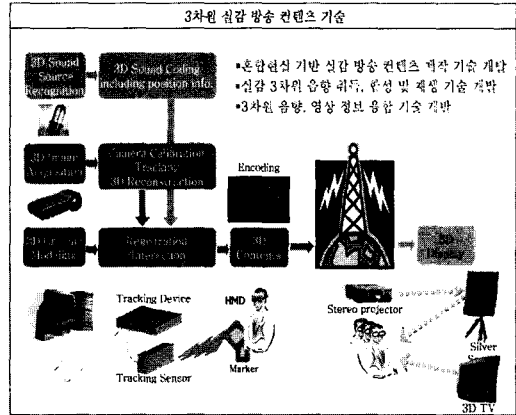 3차원 실감 방송 컨텐츠 기술
3D Sound
Source
Recognition
3D Sound Coding
including position info.
▪혼합현실 기반 실감 방송 컨텐츠 제작 기술 개발
▪실감 3차원 음향 취득, 합성 및 재생 기술 개발
▪3차원 음향, 영상 정보 융합 기술 개발
3D Image
Acquisition
Camera Calibration
Tracking
3D Reconstruction
Encoding
Modeling
Registration
Interaction
3D
Contents
3D
Display
Tracking Device
HMD
Marker
Tracking Sensor
Stereo projector
Silver
3D TV